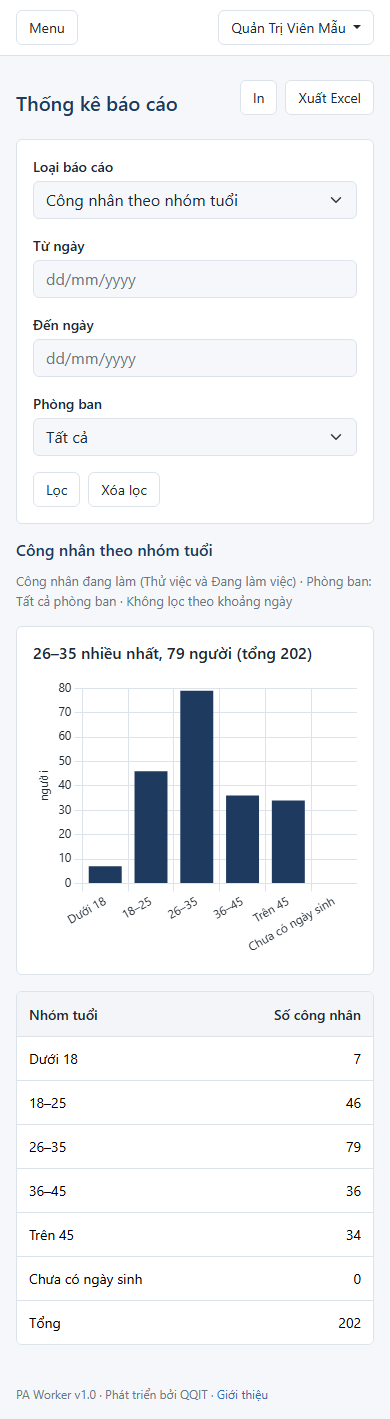 Menu
Quản Trị Viên Mẫu
Thống kê báo cáo
In
Xuất Excel
Loại báo cáo
Công nhân theo nhóm tuổi
Từ ngày
dd/mm/yyyy
Đến ngày
dd/mm/yyyy
Phòng ban
Tất cả
Lọc
Xóa lọc
Công nhân theo nhóm tuổi
Công nhân đang làm (Thử việc và Đang làm việc) · Phòng ban:
Tất cả phòng ban · Không lọc theo khoảng ngày
26–35 nhiều nhất, 79 người (tổng 202)
80
70
60
50
40
30
20
10
0
người
Dưới 18
18–25
26–35
36–45
Trên 45
Chưa có ngày sinh
Nhóm tuổi Số công nhân
Dưới 18 7
18–25 46
26–35 79
36–45 36
Trên 45 34
Chưa có ngày sinh 0
Tổng 202
PA Worker v1.0 · Phát triển bởi QQIT · Giới thiệu